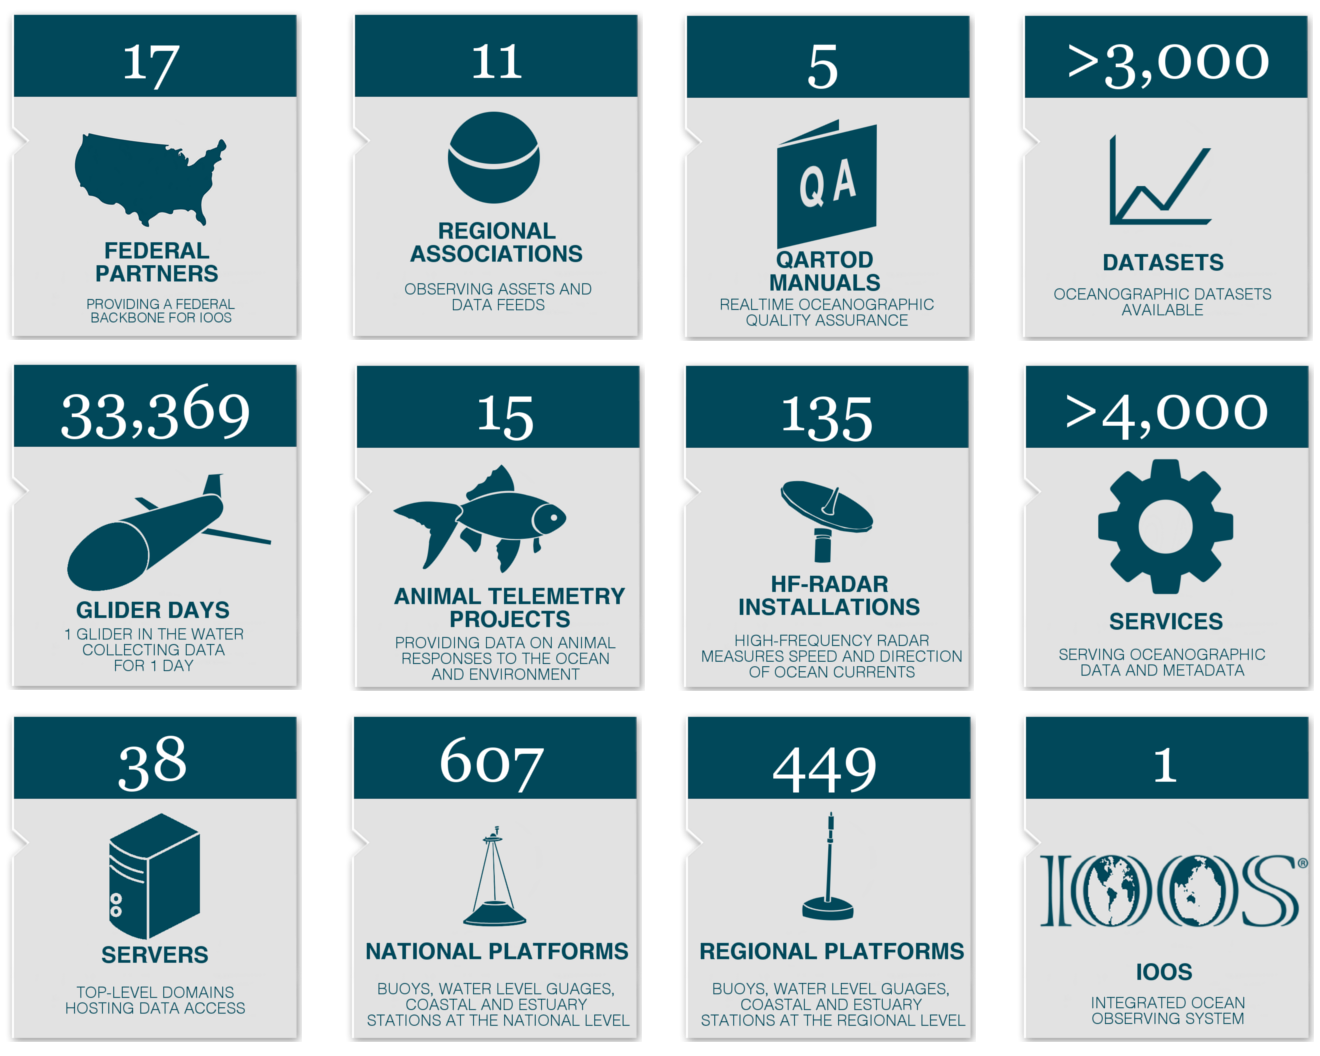 17
FEDERAL
PARTNERS
PROVIDING A FEDERAL
BACKBONE FOR IOOS
11
REGIONAL
ASSOCIATIONS
OBSERVING ASSETS AND
DATA FEEDS
5
QA
QARTOD
MANUALS
REALTIME OCEANOGRAPHIC
QUALITY ASSURANCE
>3,000
DATASETS
OCEANOGRAPHIC DATASETS
AVAILABLE
33,369
GLIDER DAYS
1 GLIDER IN THE WATER
COLLECTING DATA
FOR 1 DAY
15
ANIMAL TELEMETRY
PROJECTS
PROVIDING DATA ON ANIMAL
RESPONSES TO THE OCEAN
AND ENVIRONMENT
135
HF-RADAR
INSTALLATIONS
HIGH-FREQUENCY RADAR
MEASURES SPEED AND DIRECTION
OF OCEAN CURRENTS
>4,000
SERVICES
SERVING OCEANOGRAPHIC
DATA AND METADATA
38
SERVERS
TOP-LEVEL DOMAINS
HOSTING DATA ACCESS
607
NATIONAL PLATFORMS
BUOYS, WATER LEVEL GUAGES,
COASTAL AND ESTUARY
STATIONS AT THE NATIONAL LEVEL
449
REGIONAL PLATFORMS
BUOYS, WATER LEVEL GUAGES,
COASTAL AND ESTUARY
STATIONS AT THE REGIONAL LEVEL
1
IOOS®
IOOS
INTEGRATED OCEAN
OBSERVING SYSTEM